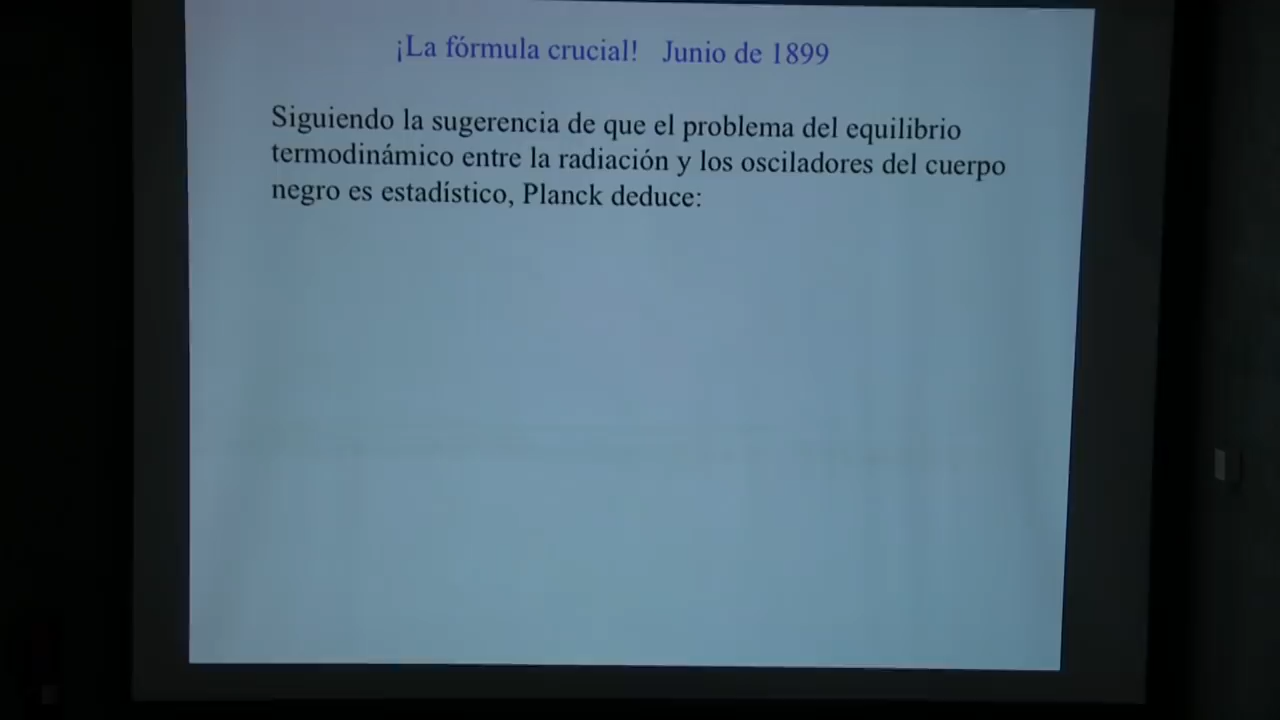 ¡La fórmula crucial! Junio de 1899
Siguiendo la sugerencia de que el problema del equilibrio
termodinámico entre la radiación y los osciladores del cuerpo
negro es estadístico, Planck deduce: